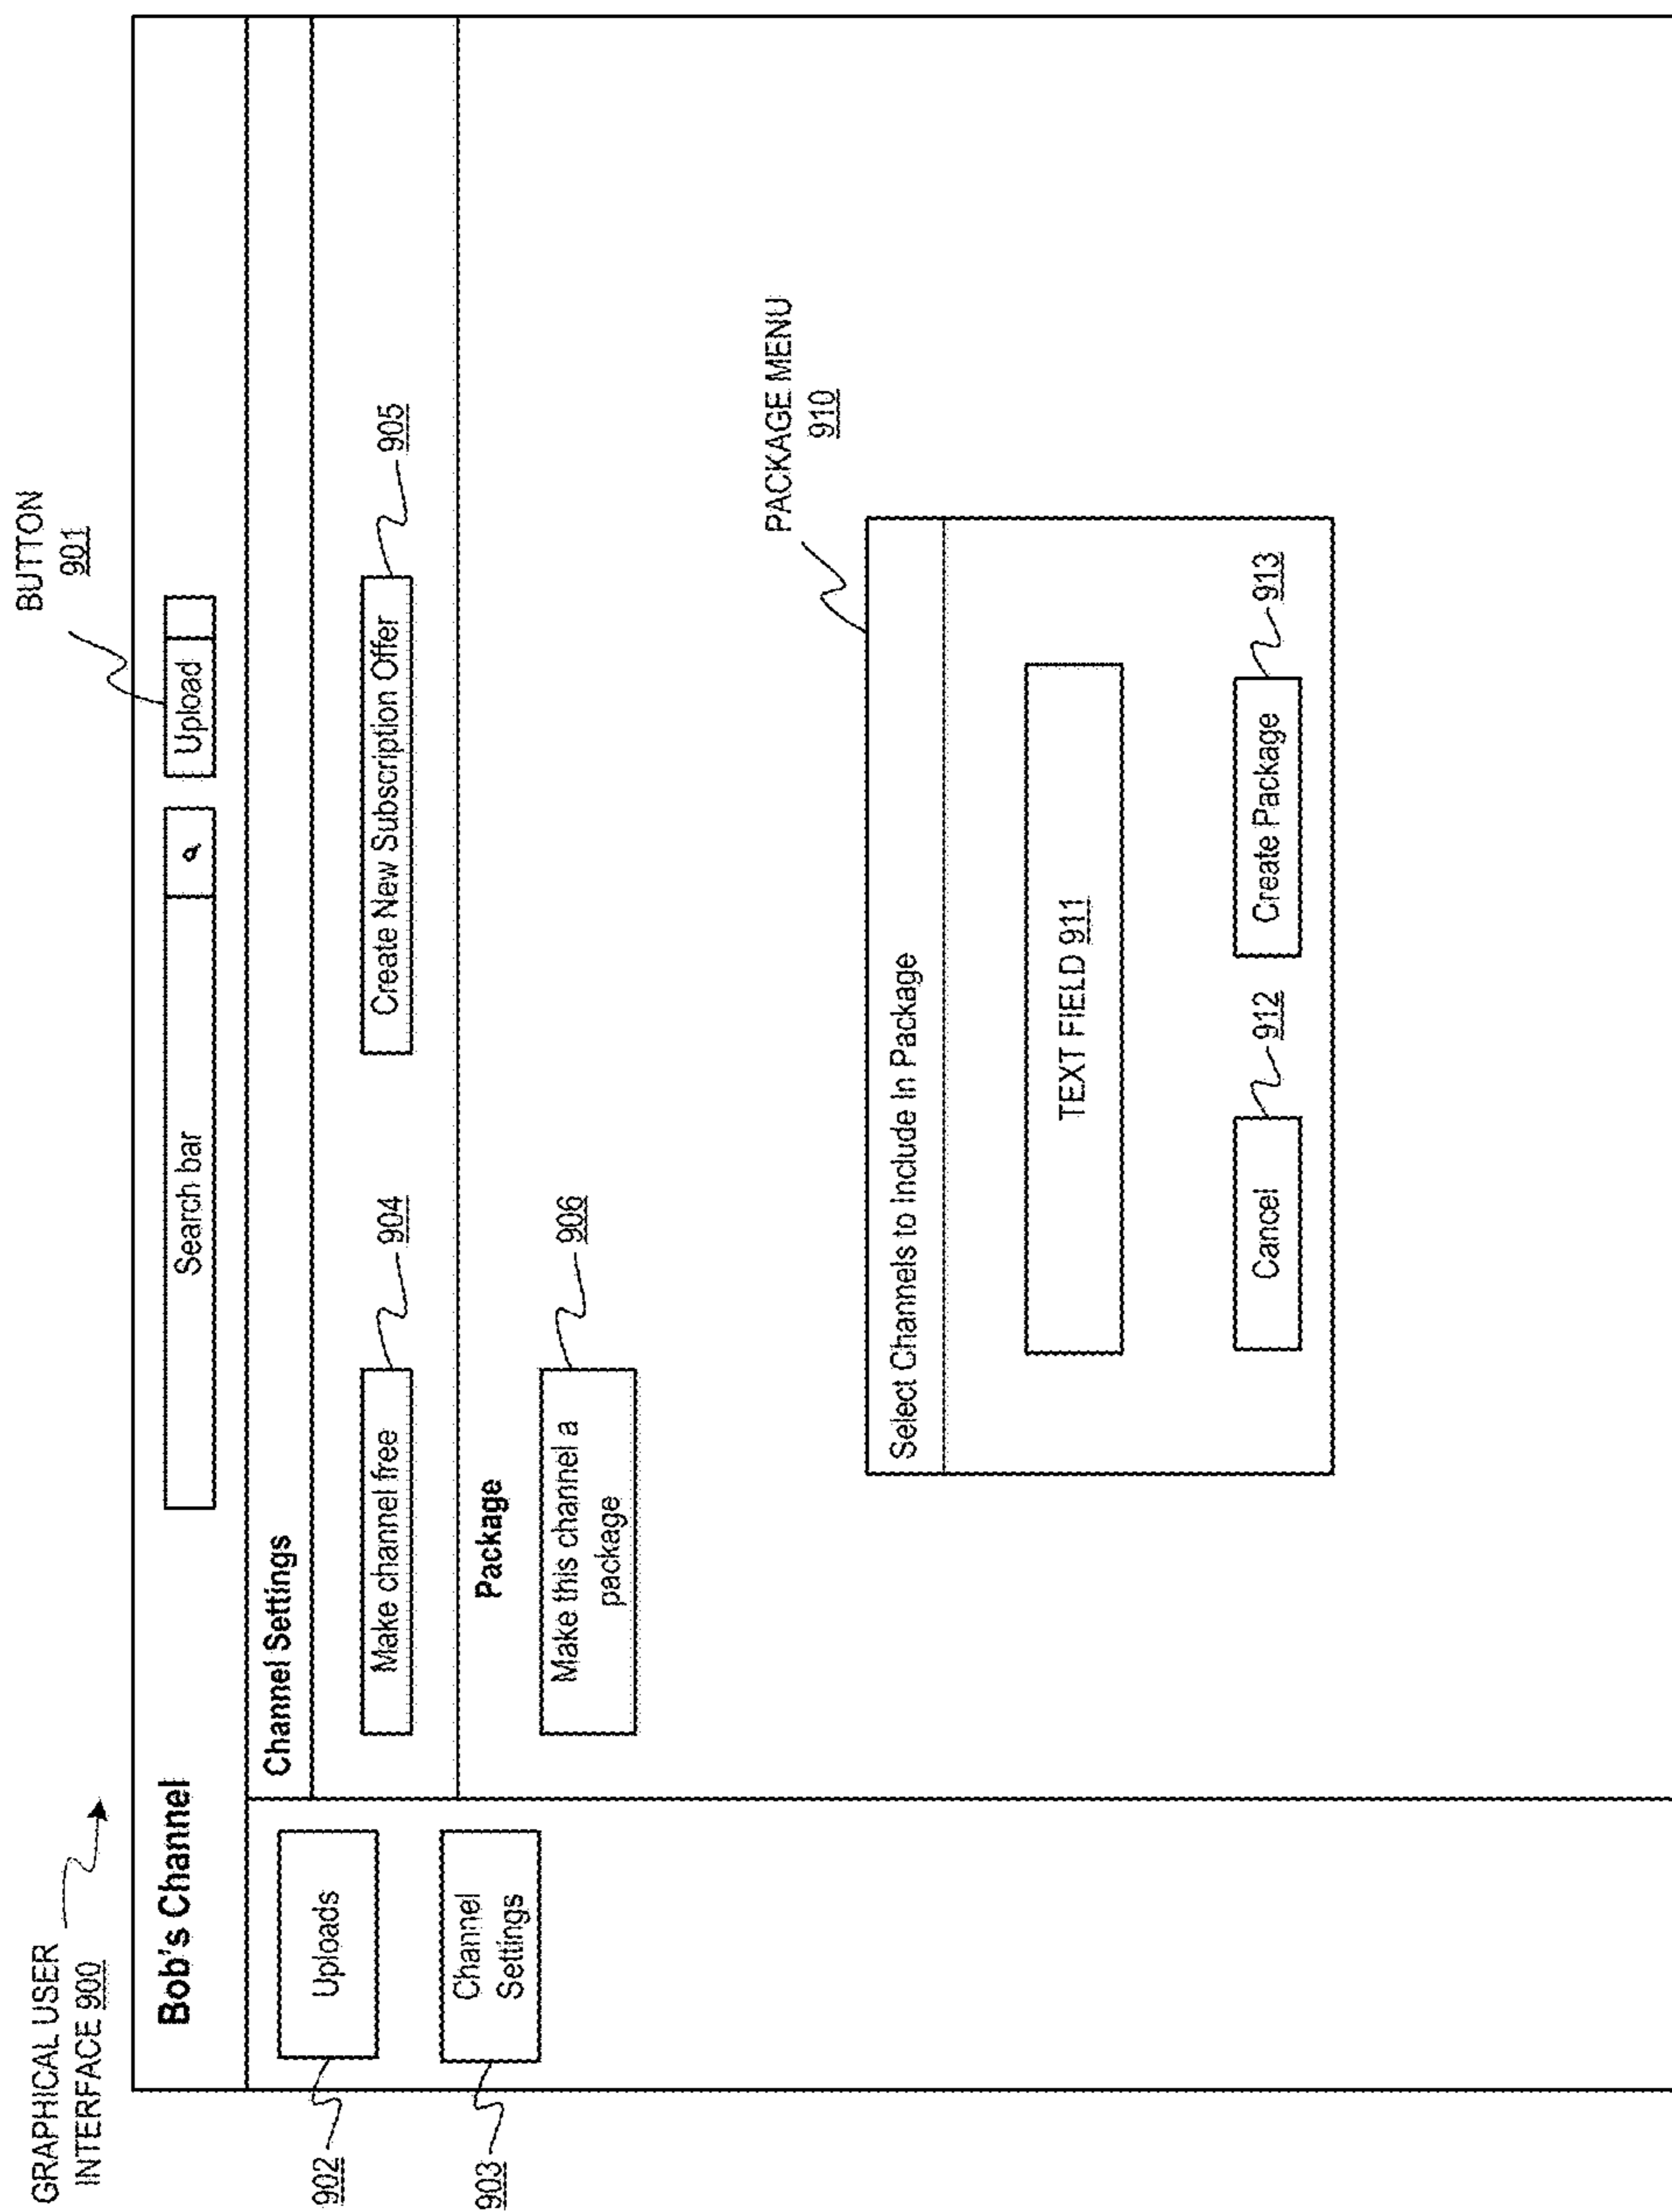 GRAPHICAL USER
INTERFACE 900
BUTTON
901
Bob's Channel
Search bar
Upload
902
Uploads
Channel Settings
903
Channel
Settings
Make channel free
904
Create New Subscription Offer
905
Package
Make this channel a
package
906
PACKAGE MENU
910
Select Channels to Include In Package
TEXT FIELD 911
Cancel
912
Create Package
913